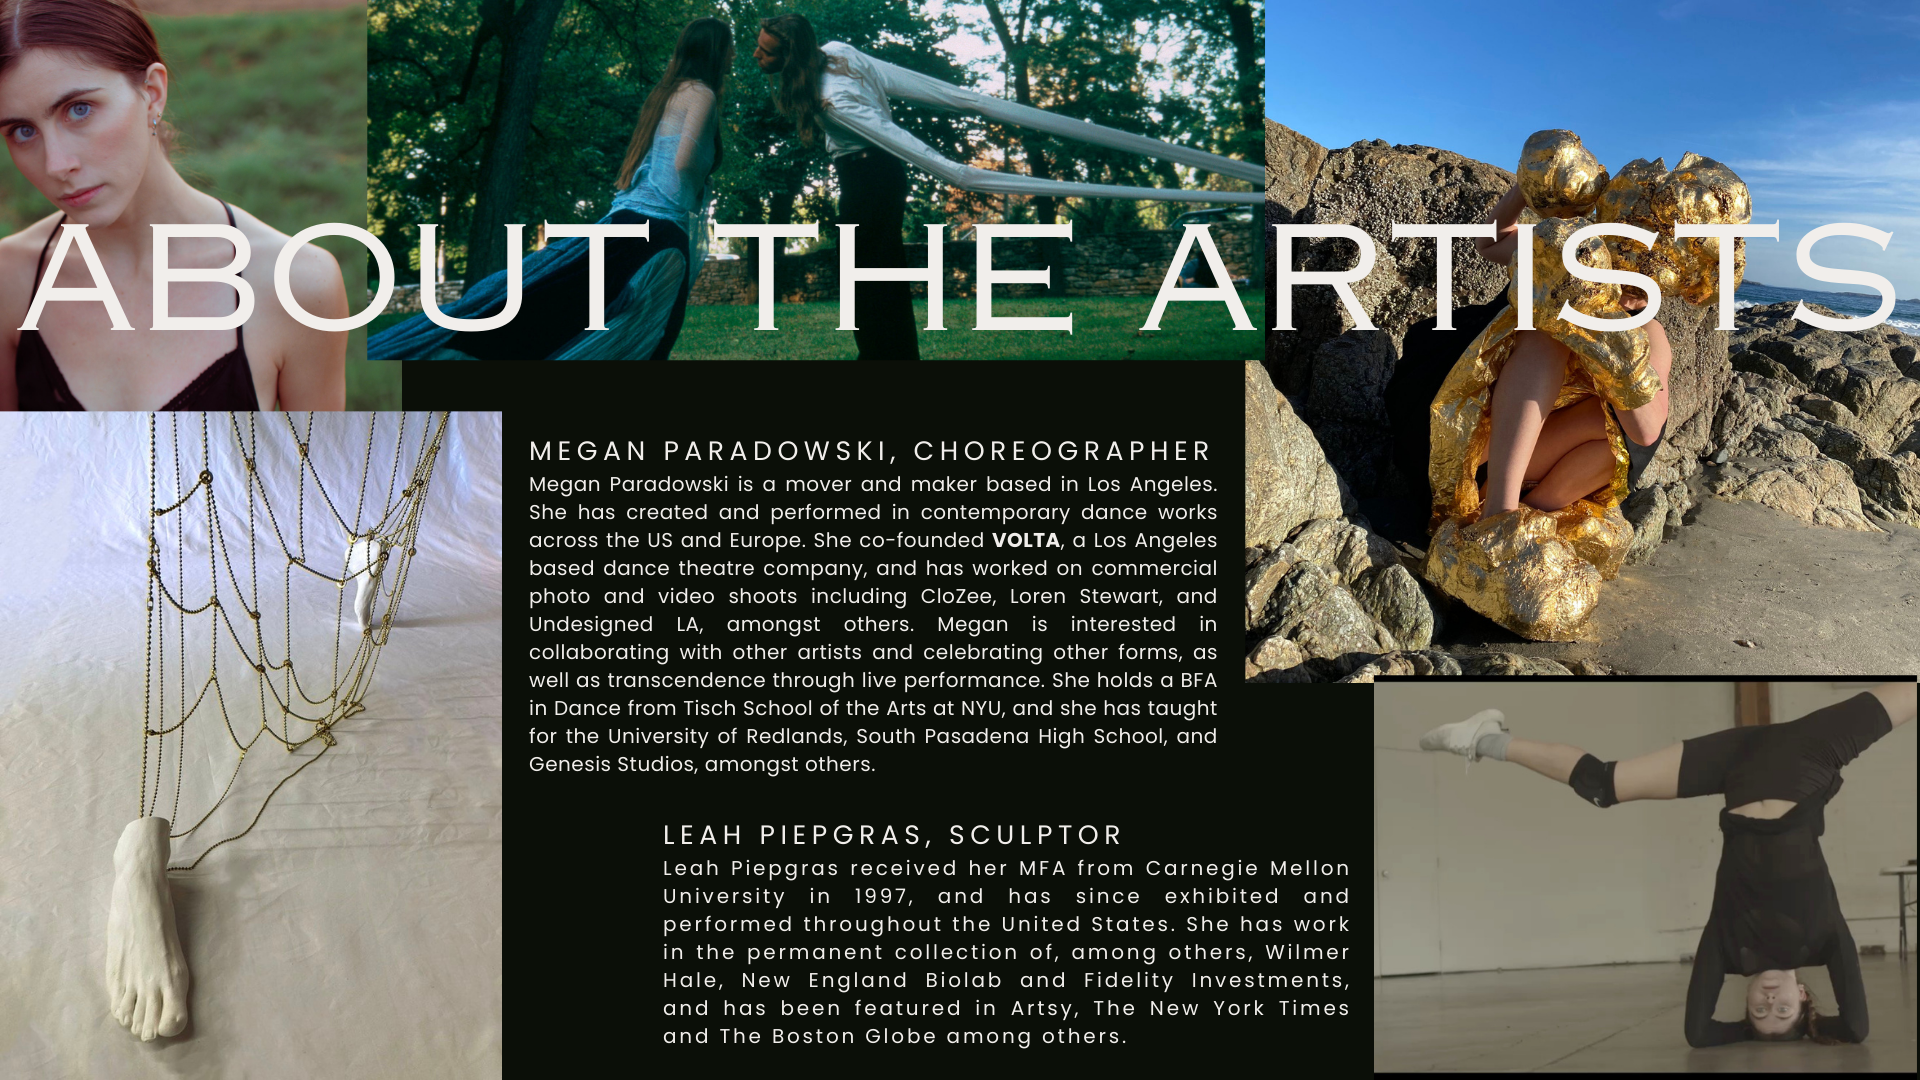 ABOUT THE ARTISTS
MEGAN PARADOWSKI, CHOREOGRAPHER
Megan Paradowski is a mover and maker based in Los Angeles.
She has created and performed in contemporary dance works
across the US and Europe. She co-founded VOLTA, a Los Angeles
based dance theatre company, and has worked on commercial
photo and video shoots including CloZee, Loren Stewart, and
Undesigned LA, amongst others. Megan is interested in
collaborating with other artists and celebrating other forms, as
well as transcendence through live performance. She holds a BFA
in Dance from Tisch School of the Arts at NYU, and she has taught
for the University of Redlands, South Pasadena High School, and
Genesis Studios, amongst others.
LEAH PIEPGRAS, SCULPTOR
Leah Piepgras received her MFA from Carnegie Mellon
University in 1997, and has since exhibited and
performed throughout the United States. She has work
in the permanent collection of, among others, Wilmer
Hale, New England Biolab and Fidelity Investments,
and has been featured in Artsy, The New York Times
and The Boston Globe among others.